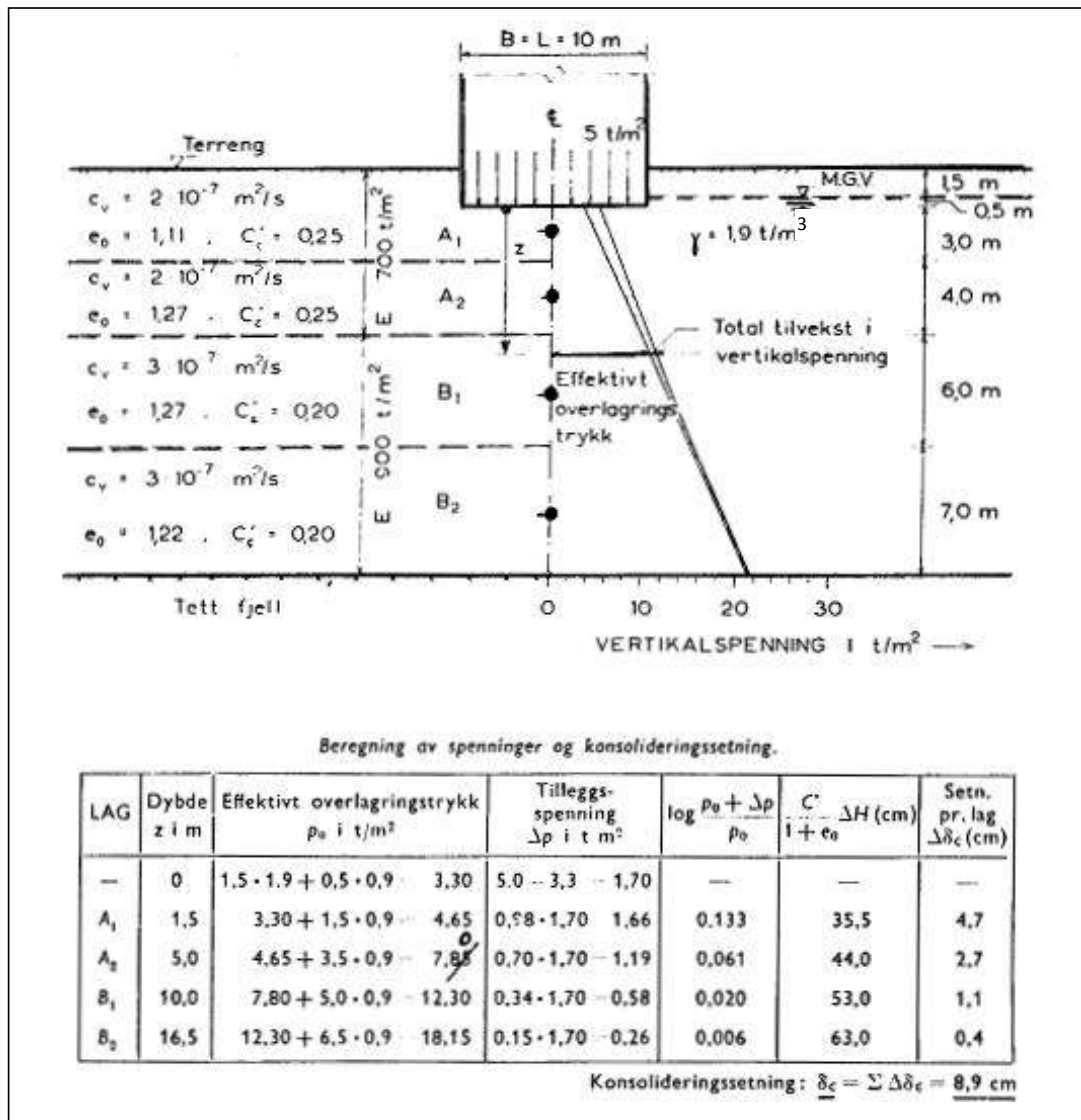 B = L = 10 m
5 t/m²
Terreng
M.G.V
1,5 m
0,5 m
c_v = 2 · 10⁻⁷ m²/s
e₀ = 1,11 . C'c = 0,25
A₁
z
γ = 1,9 t/m³
3,0 m
E 700 t/m²
c_v = 2 · 10⁻⁷ m²/s
e₀ = 1,27 . C'c = 0,25
A₂
4,0 m
Total tilvekst i
vertikalspenning
c_v = 3 · 10⁻⁷ m²/s
e₀ = 1,27 . C'c = 0,20
B₁
Effektivt
overlagrings
trykk
6,0 m
c_v = 3 · 10⁻⁷ m²/s
e₀ = 1,22 . C'c = 0,20
B₂
7,0 m
Tett fjell
0 10 20 30
VERTIKALSPENNING I t/m²
Beregning av spenninger og konsolideringssetning.
LAG Dybde z i m Effektivt overlagringstrykk p₀ i t/m² Tilleggs-spenning Δp i t m² log p₀ + Δp / p₀ C' / 1 + e₀ ΔH (cm) Setn. pr. lag Δδc (cm)
— 0 1.5 · 1.9 + 0,5 · 0,9 3,30 5.0 – 3,3 – 1,70 — — —
A₁ 1,5 3,30 + 1,5 · 0,9 4,65 0,98 · 1,70 1,66 0.133 35,5 4,7
A₂ 5,0 4,65 + 3,5 · 0,9 7,85 0 0,70 · 1,70 – 1,19 0,061 44,0 2,7
B₁ 10,0 7,80 + 5,0 · 0,9 – 12,30 0,34 · 1,70 – 0,58 0,020 53,0 1,1
B₂ 16,5 12,30 + 6,5 · 0,9 18,15 0.15 · 1,70 – 0,26 0,006 63,0 0,4
Konsolideringssetning : δc = Σ Δδc = 8,9 cm